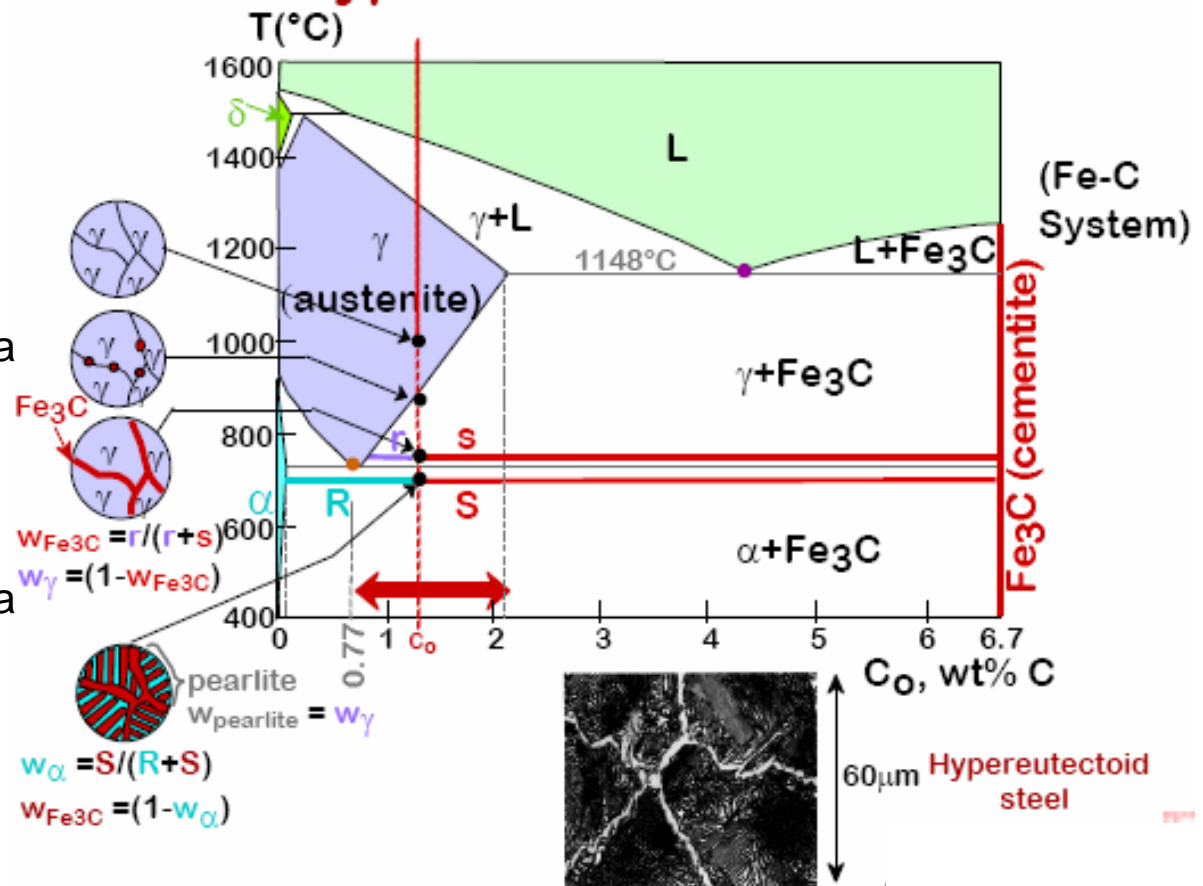 T(°C)
1600
δ
1400
L
(Fe-C
System)
γ+L
γ
γ
γ
γ
γ
1200
L+Fe3C
1148°C
(austenite)
a
γ
γ
γ
γ
1000
γ+Fe3C
Fe3C
800
r
s
γ
γ
γ
γ
α
R
S
wFe3C =r/(r+s)
600
α+Fe3C
wγ =(1-wFe3C)
Fe3C (cementite)
a
400
0
1
Co
2
3
4
5
6
6.7
0.77
Co, wt% C
pearlite
wpearlite = wγ
wα =S/(R+S)
wFe3C =(1-wα)
60μm
Hypereutectoid
steel